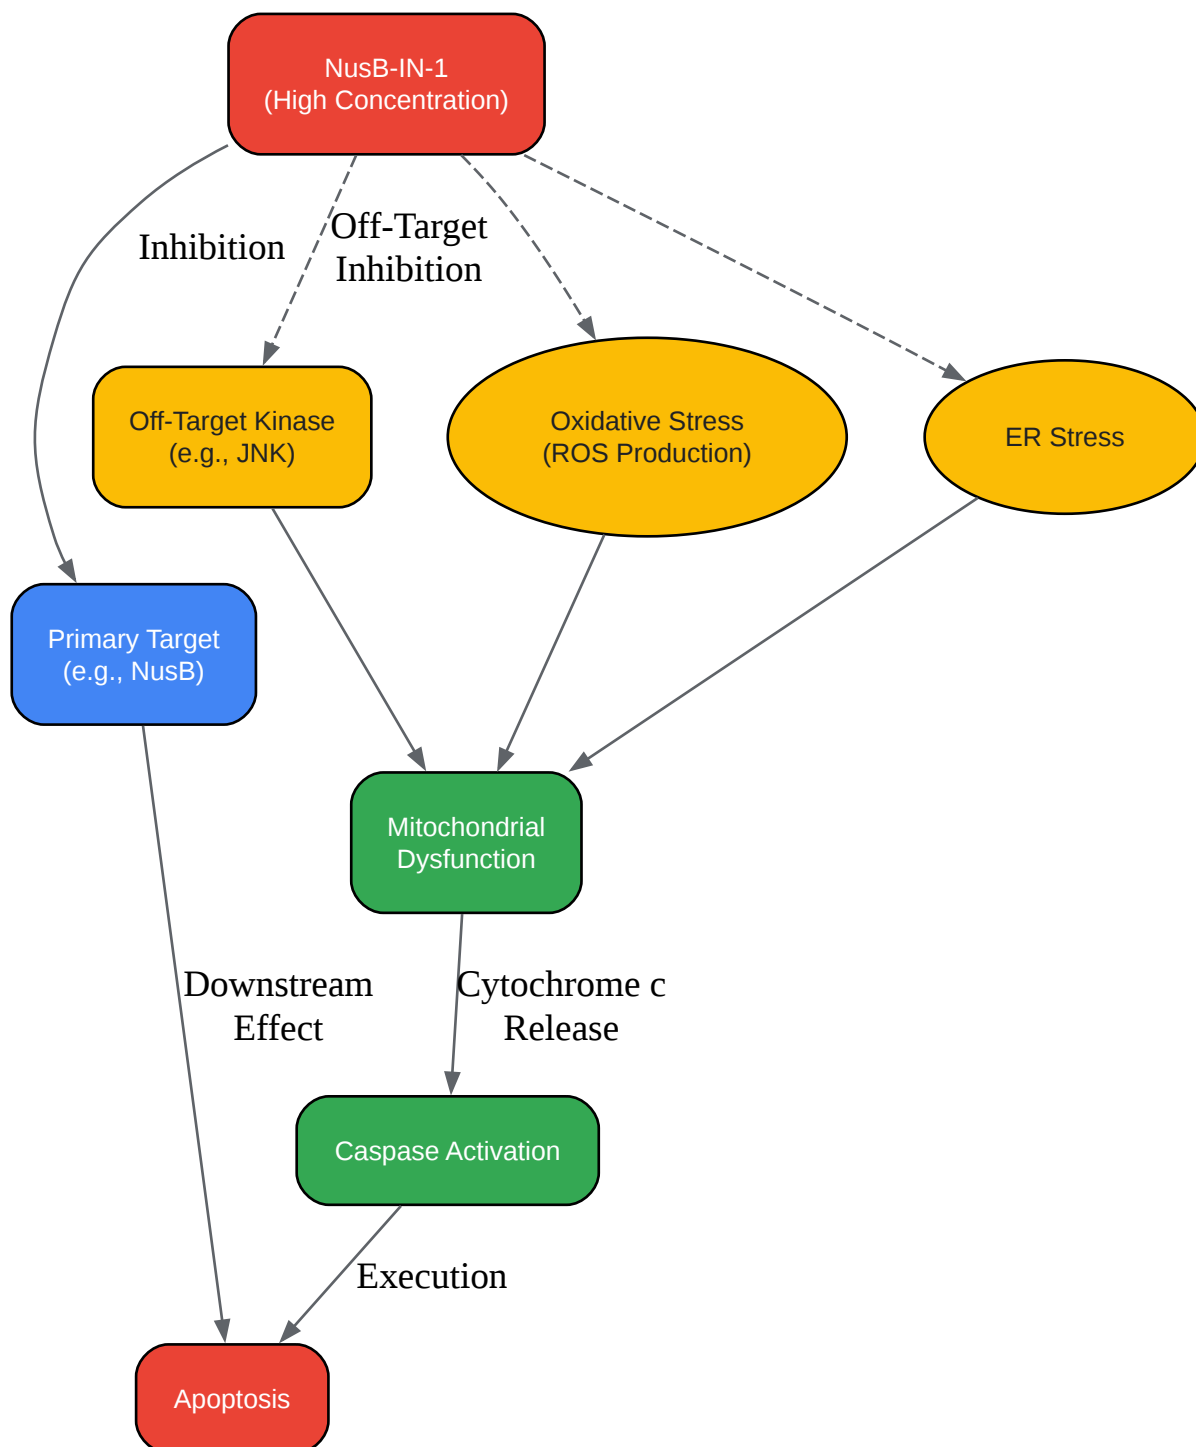 NusB-IN-1
(High Concentration)
Inhibition
Off-Target
Inhibition
Off-Target Kinase
(e.g., JNK)
Oxidative Stress
(ROS Production)
ER Stress
Primary Target
(e.g., NusB)
Mitochondrial
Dysfunction
Downstream
Effect
Cytochrome c
Release
Caspase Activation
Execution
Apoptosis